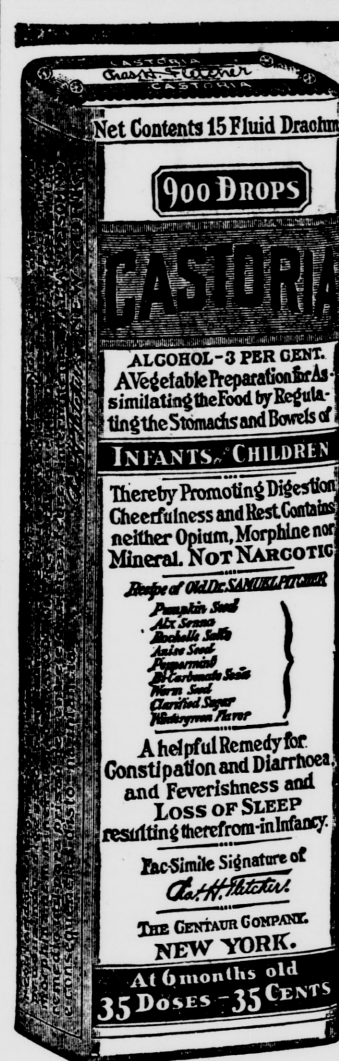 CASTORIA
Chas. H. Fletcher
CASTORIA
Net Contents 15 Fluid Drachm
900 DROPS
CASTORIA
ALCOHOL-3 PER CENT.
A Vegetable Preparation for As-
similating the Food by Regula-
ting the Stomachs and Bowels of
INFANTS CHILDREN
Thereby Promoting Digestion
Cheerfulness and Rest. Contains
neither Opium, Morphine nor
Mineral. NOT NARCOTIC
Recipe of Old Dr. SAMUEL PITCHER
Pumpkin Seed
Alx Senna
Rochelle Salts
Anise Seed
Peppermint
Bi-Carbonate Soda
Worm Seed
Clarified Sugar
Wintergreen Flavor
A helpful Remedy for
Constipation and Diarrhoea,
and Feverishness and
LOSS OF SLEEP
resulting therefrom-in Infancy.
Fac-Simile Signature of
Chas. H. Fletcher.
THE CENTAUR COMPANY.
NEW YORK.
At 6 months old
35 DOSES - 35 CENTS